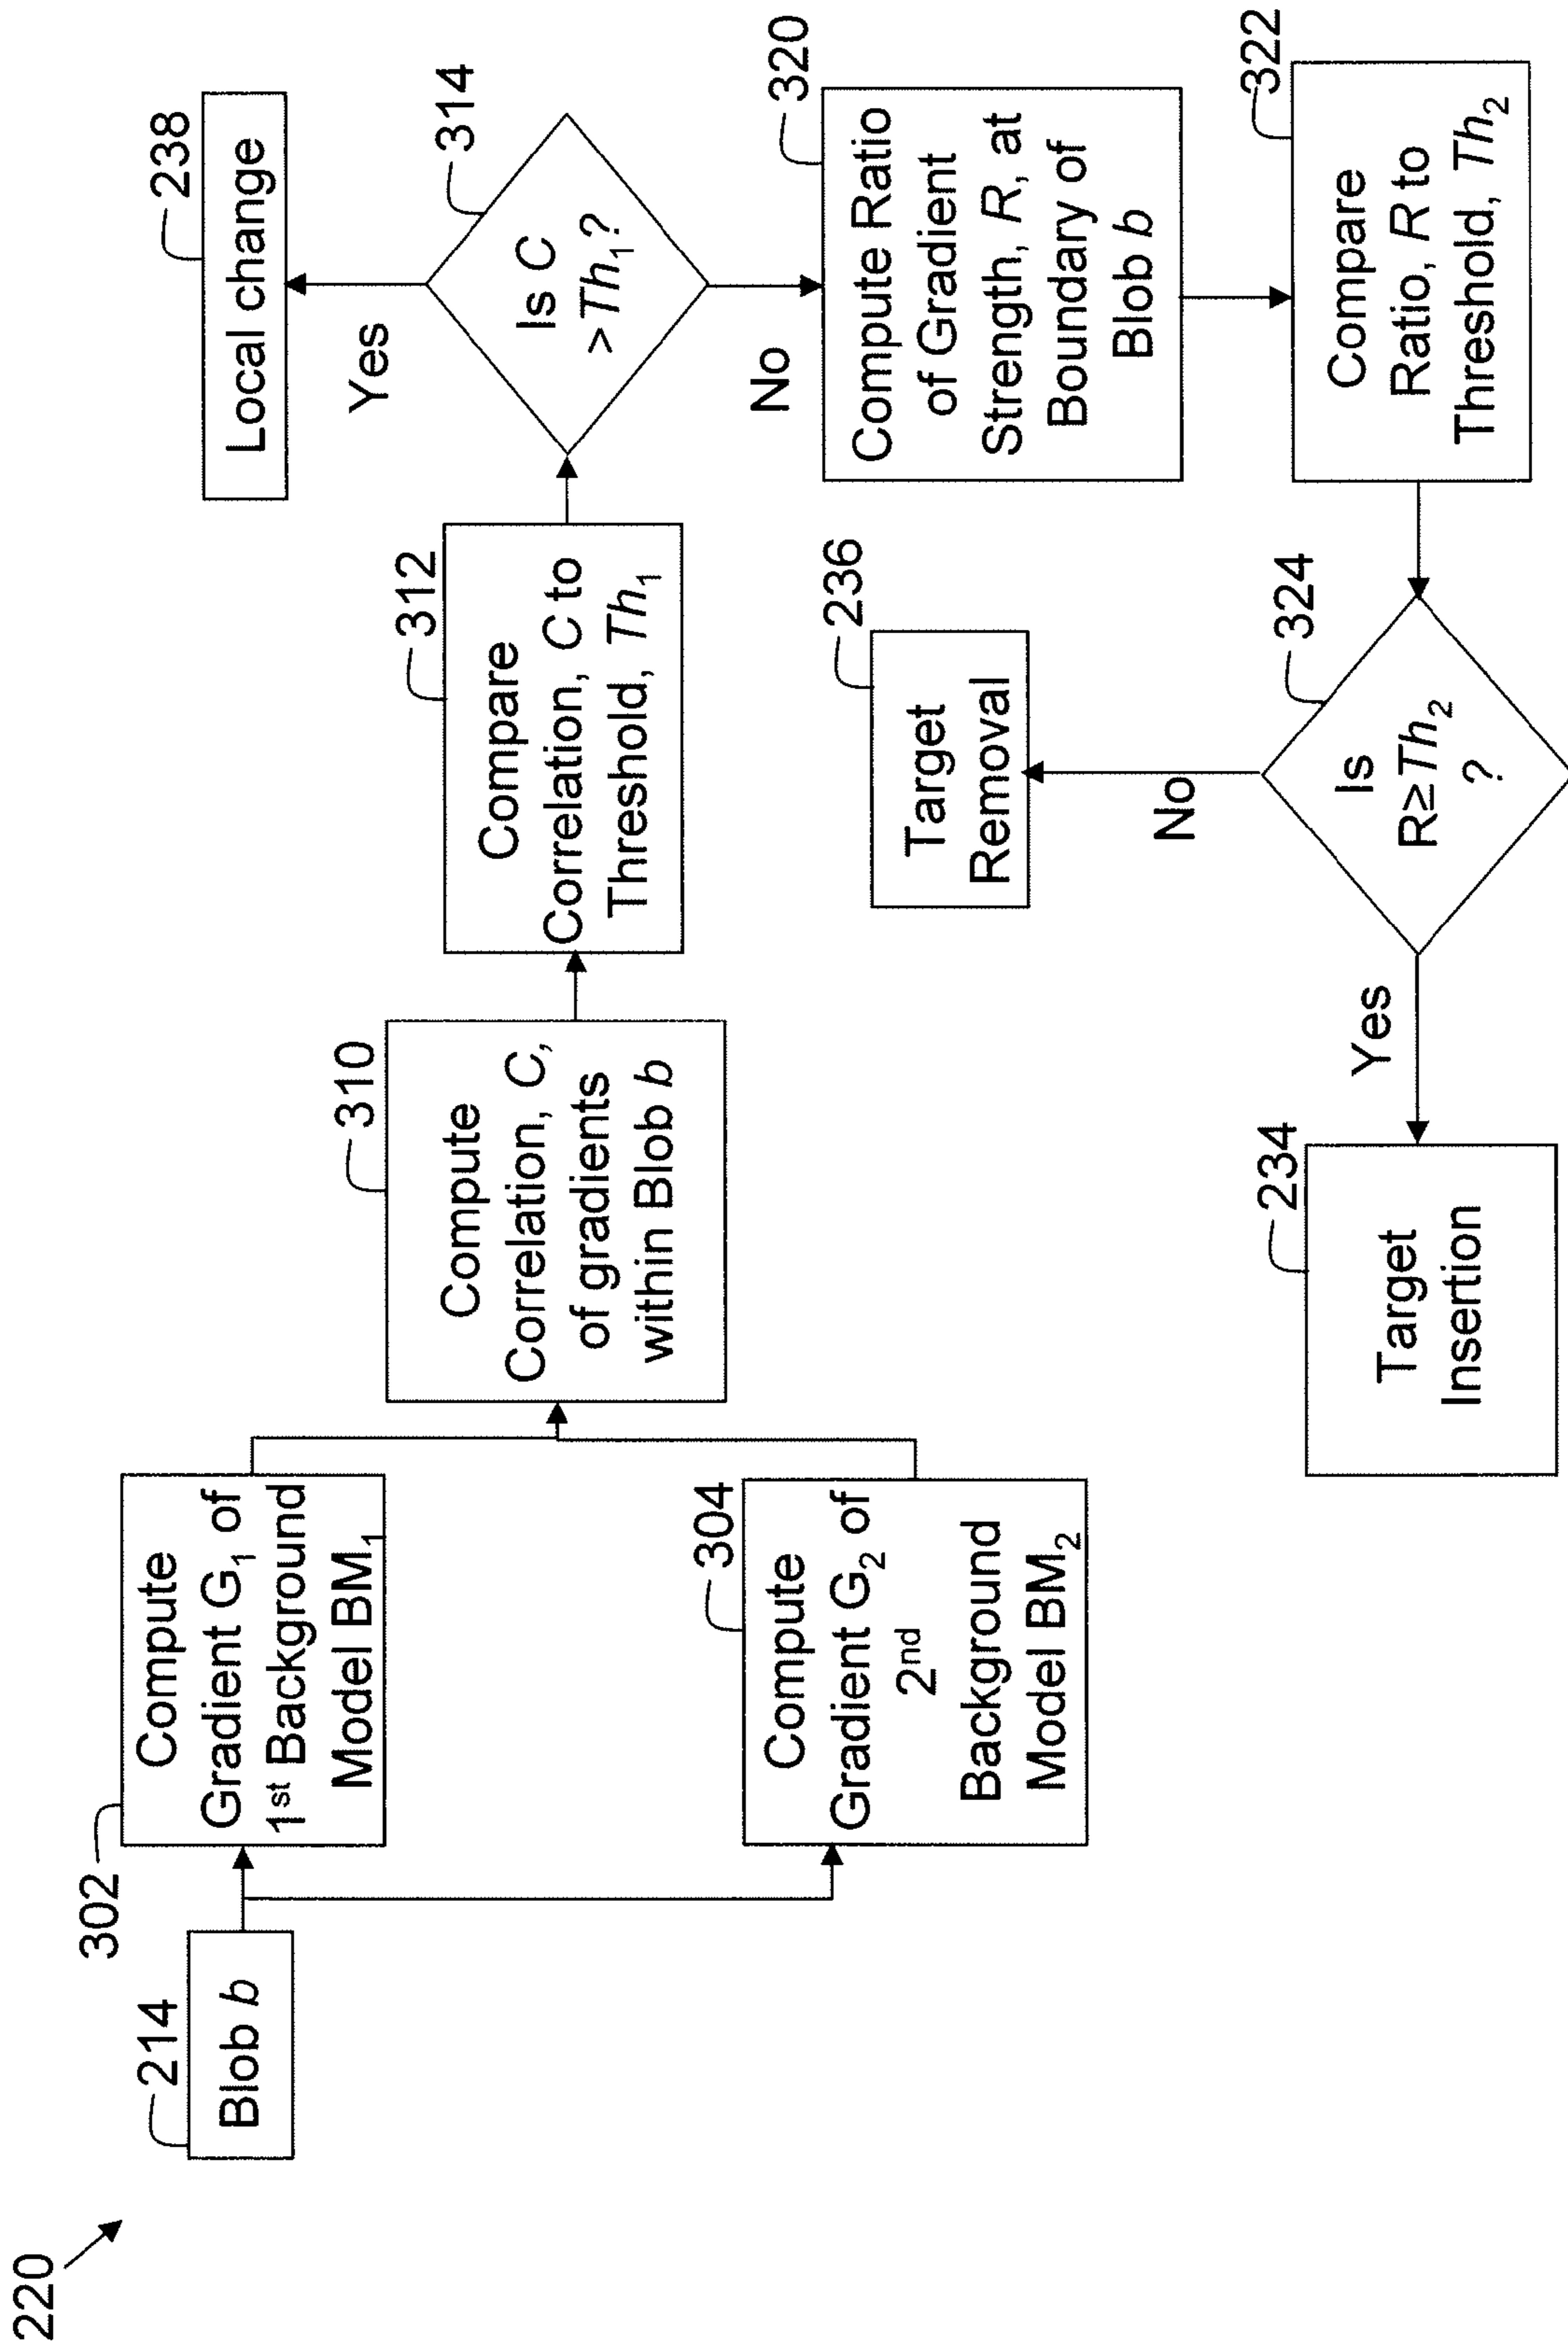 220
214
Blob b
302
Compute
Gradient G₁ of
1st Background
Model BM₁
304
Compute
Gradient G₂ of
2nd
Background
Model BM₂
310
Compute
Correlation, C,
of gradients
within Blob b
312
Compare
Correlation, C to
Threshold, Th₁
314
Is C
>Th₁?
Yes
238
Local change
No
320
Compute Ratio
of Gradient
Strength, R, at
Boundary of
Blob b
322
Compare
Ratio, R to
Threshold, Th₂
324
Is
R≥Th₂
?
No
236
Target
Removal
Yes
234
Target
Insertion